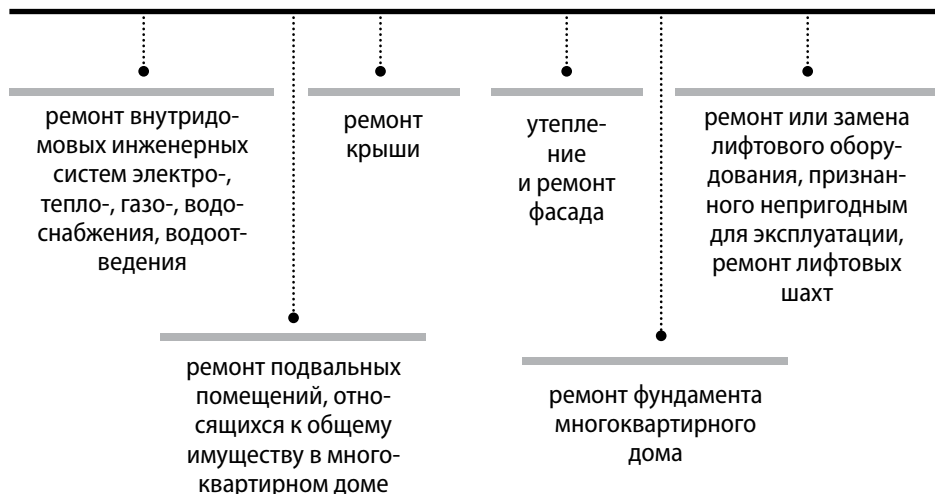 ремонт внутридо-
мовых инженерных
систем электро-,
тепло-, газо-, водо-
снабжения, водоот-
ведения
ремонт
крыши
утепле-
ние
и ремонт
фасада
ремонт или замена
лифтового обору-
дования, признан-
ного непригодным
для эксплуатации,
ремонт лифтовых
шахт
ремонт подвальных
помещений, отно-
сящихся к общему
имуществу в много-
квартирном доме
ремонт фундамента
многоквартирного
дома